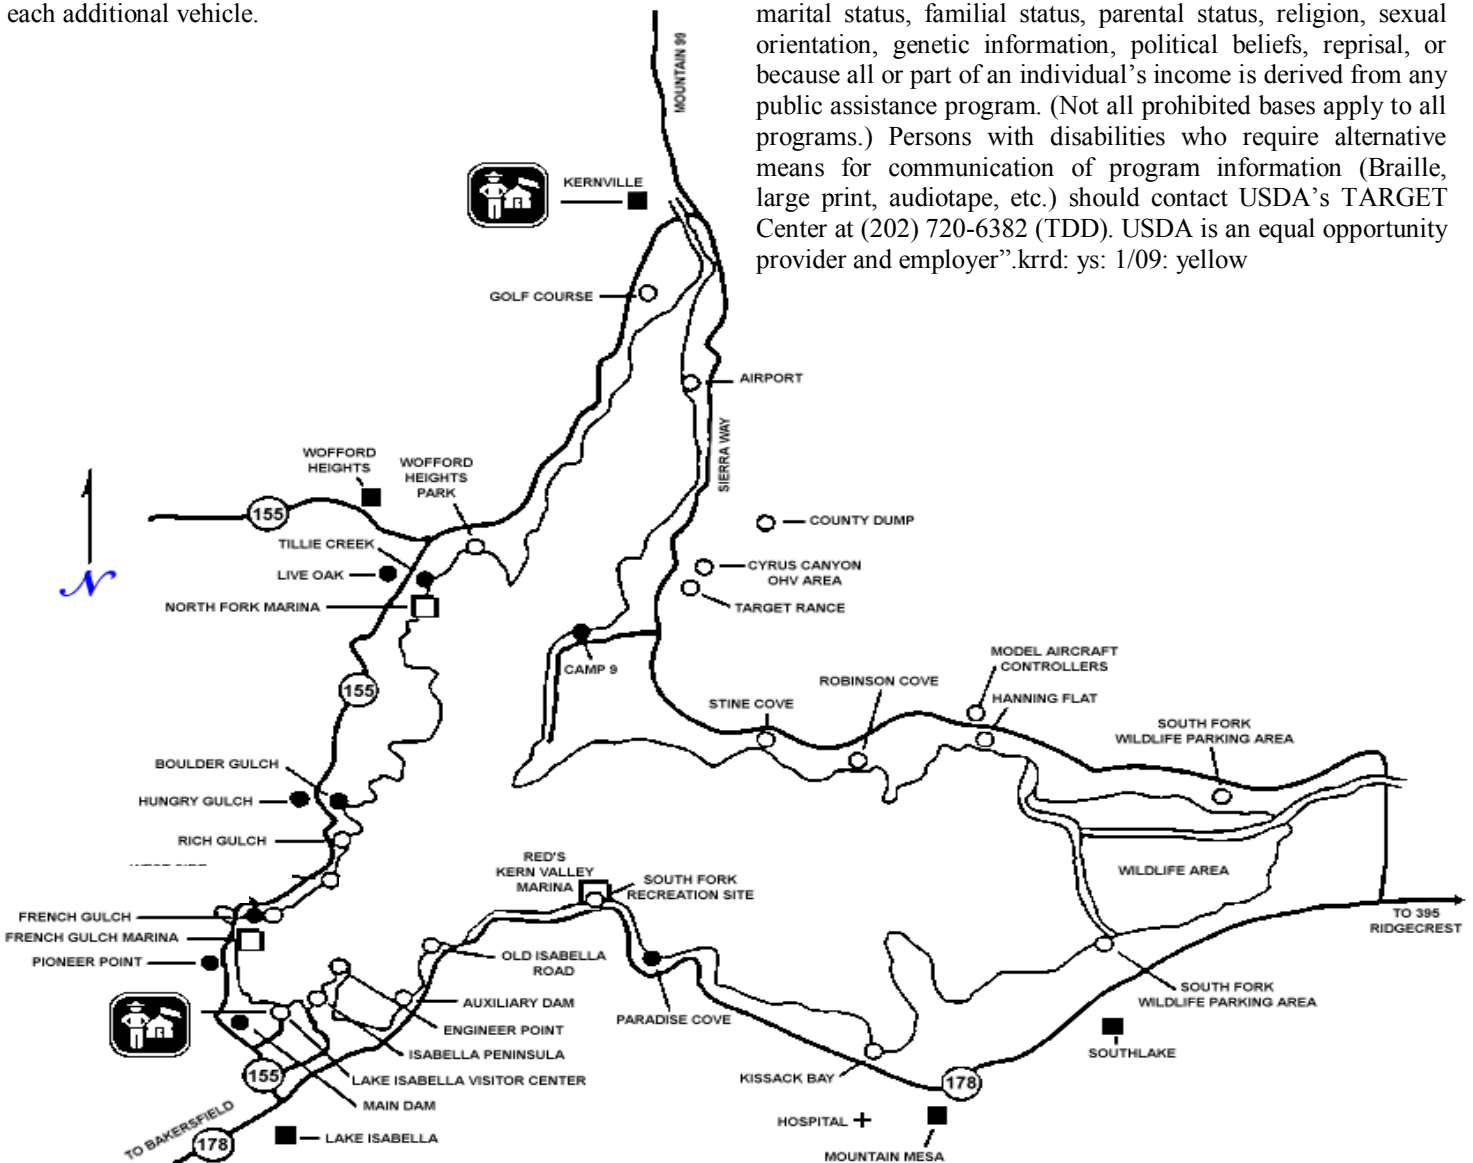 each additional vehicle.
marital status, familial status, parental status, religion, sexual
orientation, genetic information, political beliefs, reprisal, or
because all or part of an individual’s income is derived from any
public assistance program. (Not all prohibited bases apply to all
programs.) Persons with disabilities who require alternative
means for communication of program information (Braille,
large print, audiotape, etc.) should contact USDA’s TARGET
Center at (202) 720-6382 (TDD). USDA is an equal opportunity
provider and employer”.krrd: ys: 1/09: yellow
MOUNTAIN 99
KERNVILLE
GOLF COURSE
AIRPORT
SIERRA WAY
WOFFORD
HEIGHTS
WOFFORD
HEIGHTS
PARK
155
TILLIE CREEK
LIVE OAK
NORTH FORK MARINA
N
COUNTY DUMP
CYRUS CANYON
OHV AREA
TARGET RANCE
CAMP 9
155
MODEL AIRCRAFT
CONTROLLERS
ROBINSON COVE
HANNING FLAT
STINE COVE
SOUTH FORK
WILDLIFE PARKING AREA
BOULDER GULCH
HUNGRY GULCH
RICH GULCH
RED'S
KERN VALLEY
MARINA
SOUTH FORK
RECREATION SITE
WILDLIFE AREA
FRENCH GULCH
FRENCH GULCH MARINA
PIONEER POINT
TO 395
RIDGECREST
OLD ISABELLA
ROAD
AUXILIARY DAM
ENGINEER POINT
ISABELLA PENINSULA
LAKE ISABELLA VISITOR CENTER
MAIN DAM
LAKE ISABELLA
155
TO BAKERSFIELD
178
PARADISE COVE
SOUTH FORK
WILDLIFE PARKING AREA
SOUTHLAKE
KISSACK BAY
178
HOSPITAL
MOUNTAIN MESA